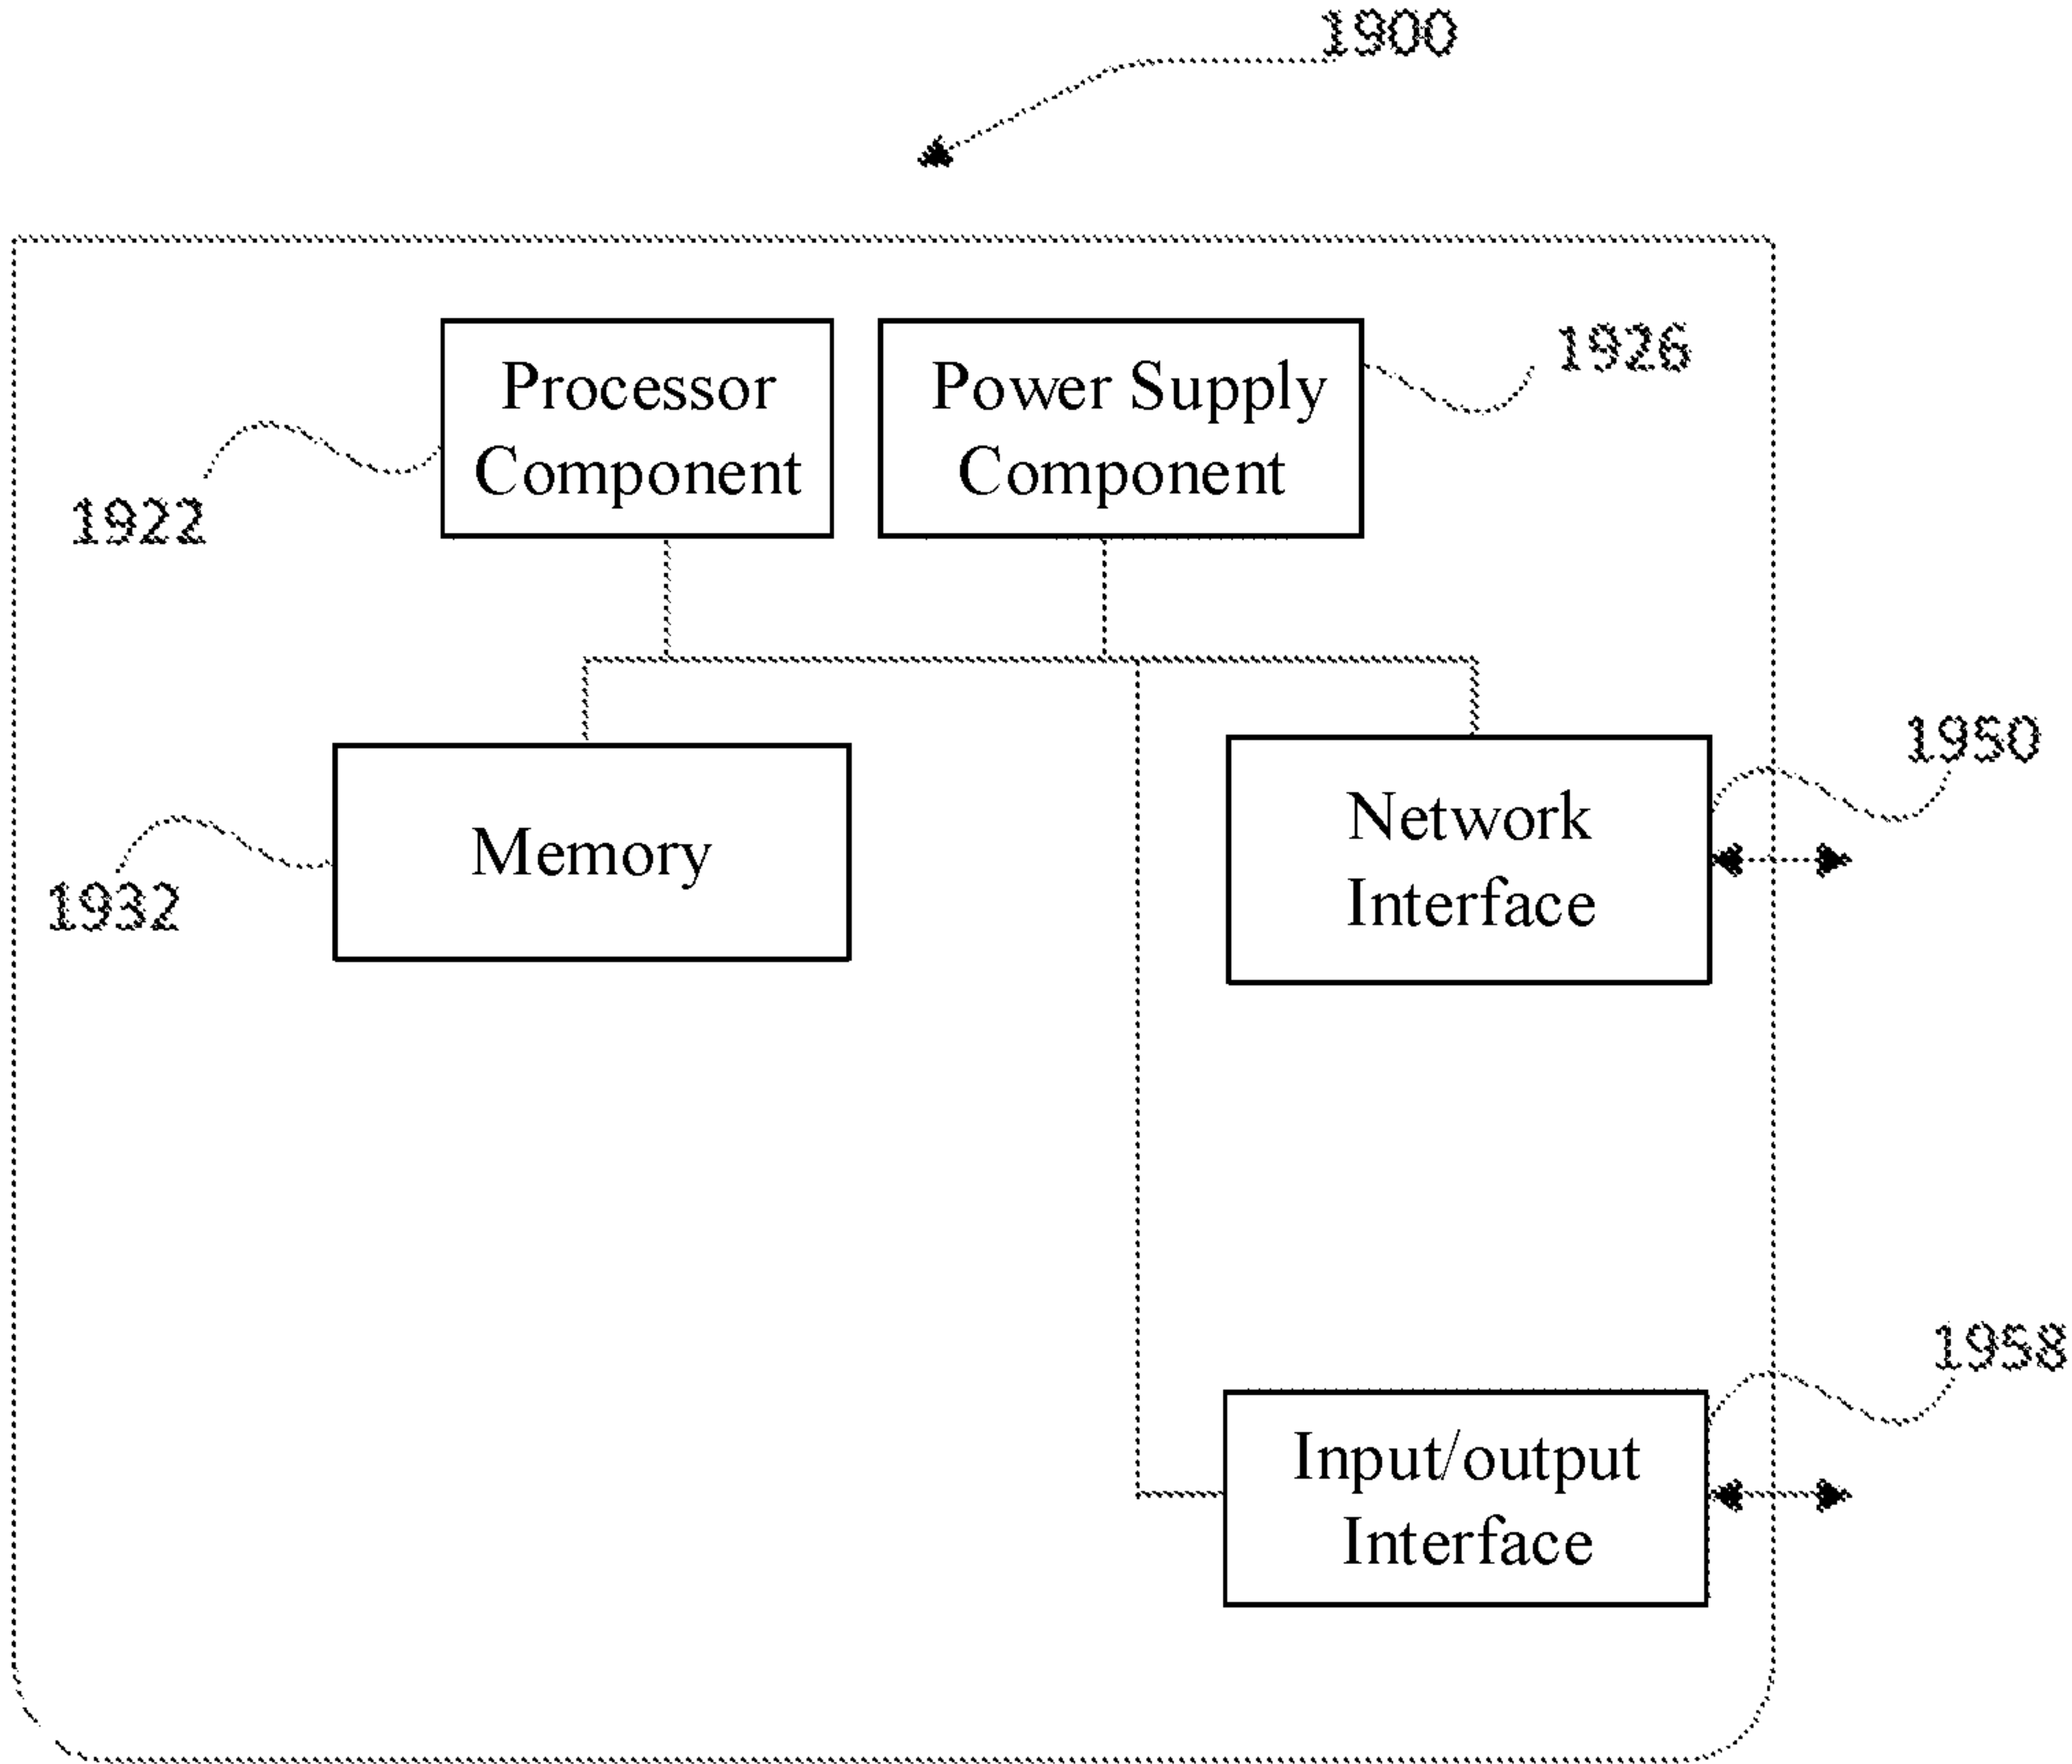 1900
Processor
Component
Power Supply
Component
1926
1922
1950
Network
Interface
Memory
1932
1958
Input/output
Interface